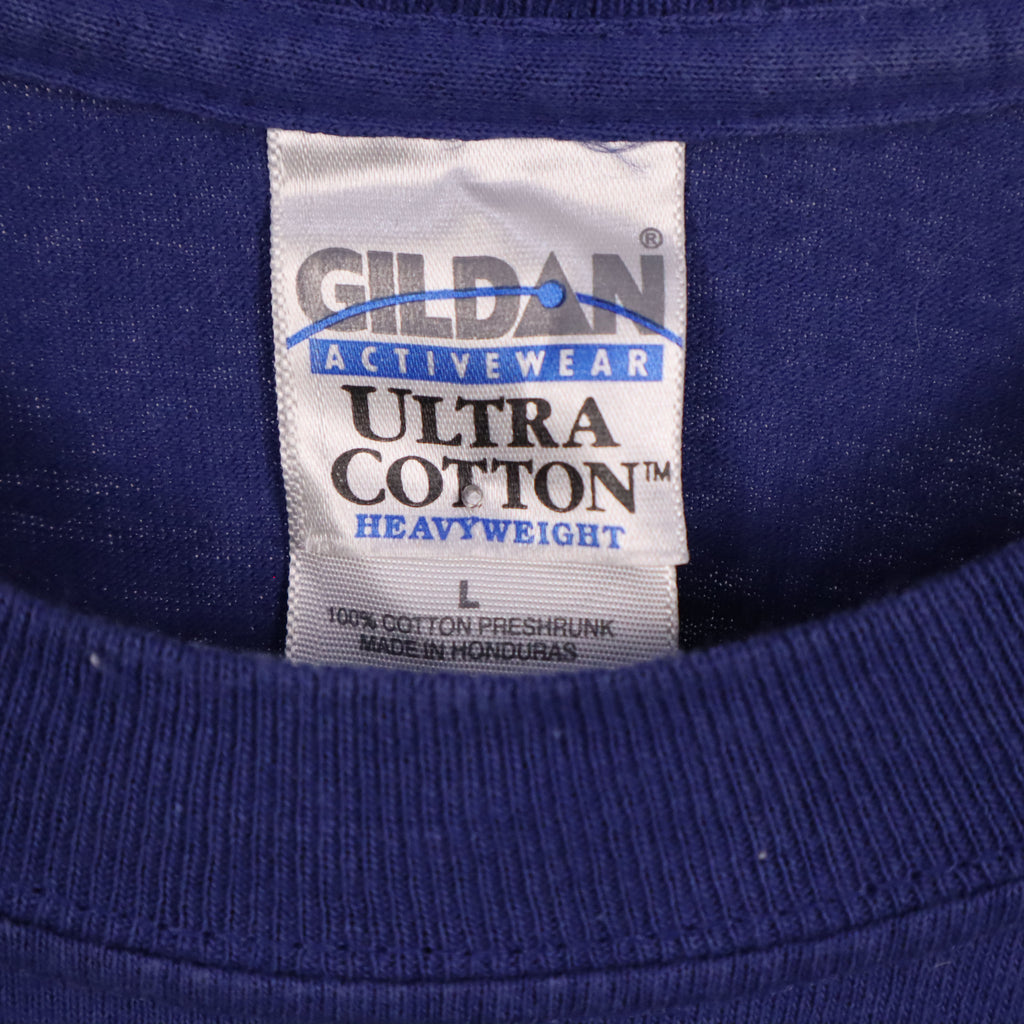 GILDAN®
ACTIVEWEAR
ULTRA
COTTON™
HEAVYWEIGHT
L
100% COTTON PRESHRUNK
MADE IN HONDURAS